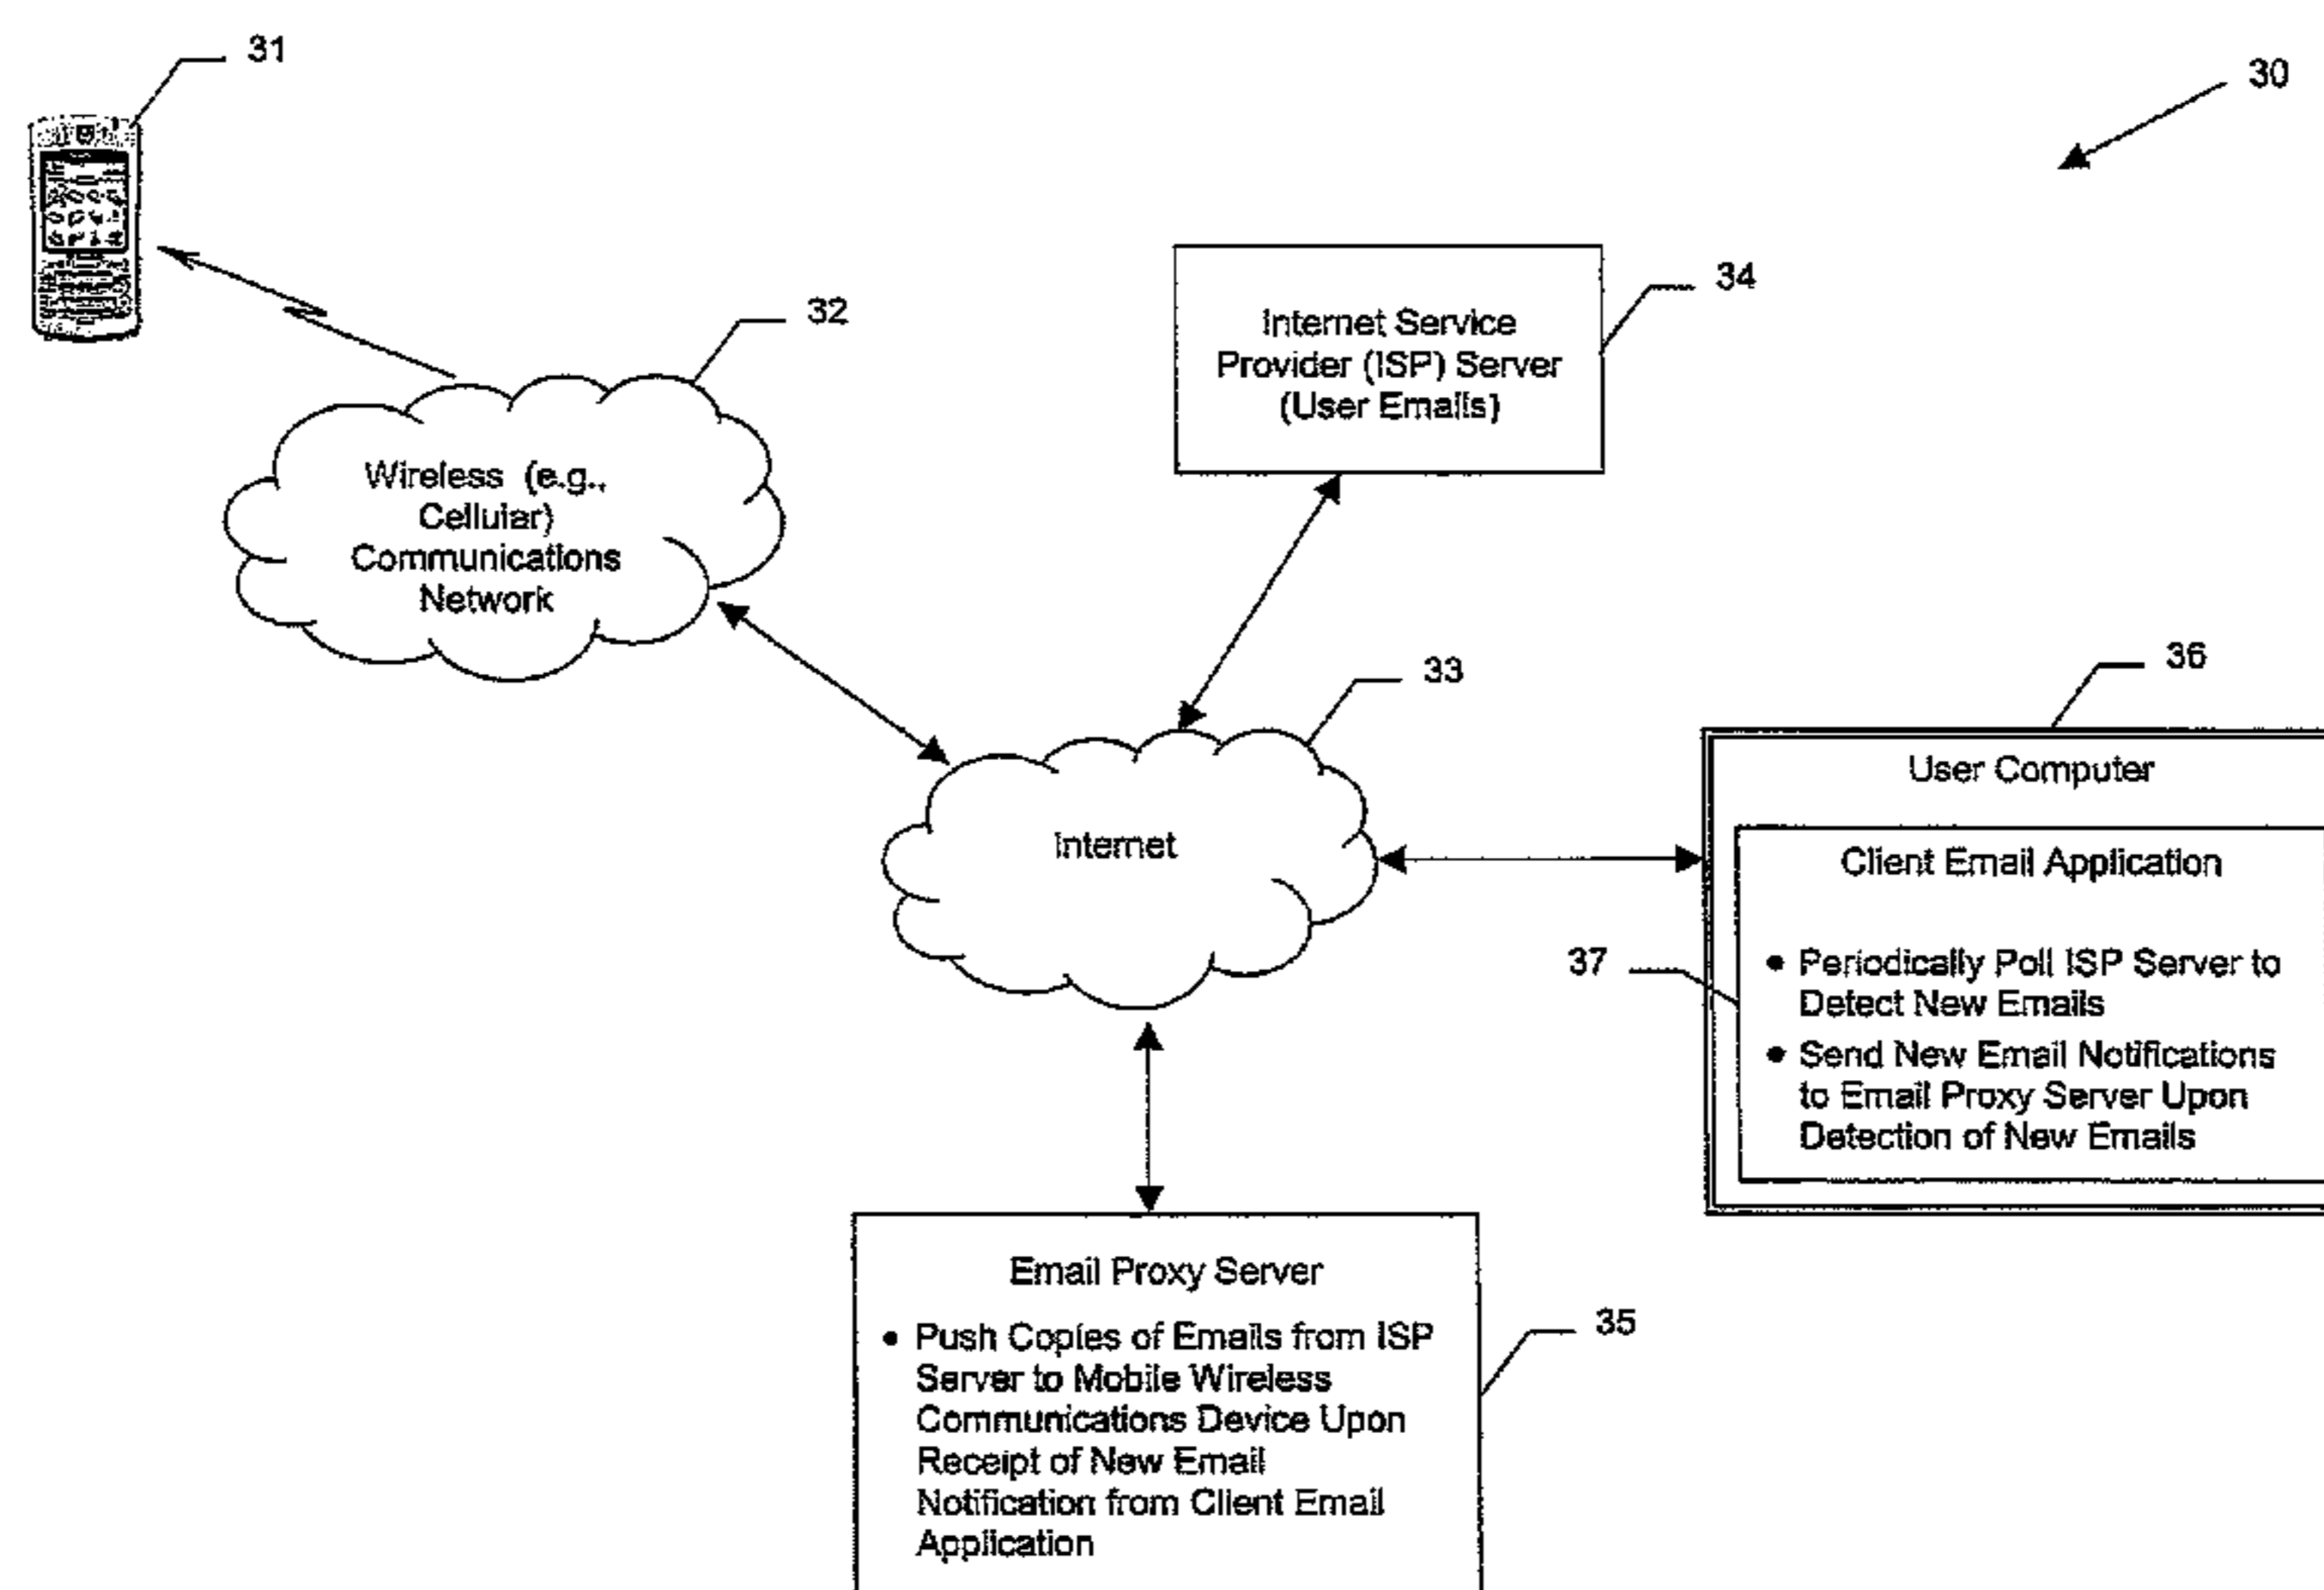 31
30
32
34
Internet Service
Provider (ISP) Server
(User Emails)
Wireless (e.g.,
Cellular)
Communications
Network
33
36
User Computer
Internet
Client Email Application
37
• Periodically Poll ISP Server to
Detect New Emails
• Send New Email Notifications
to Email Proxy Server Upon
Detection of New Emails
Email Proxy Server
35
• Push Copies of Emails from ISP
Server to Mobile Wireless
Communications Device Upon
Receipt of New Email
Notification from Client Email
Application